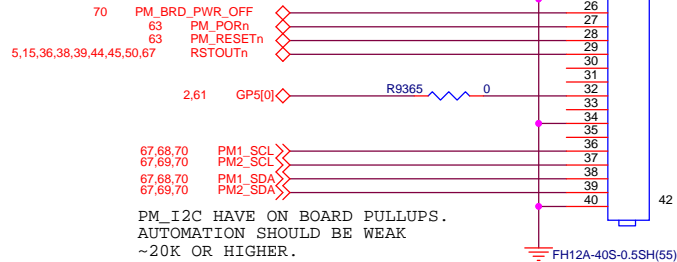 26
70 PM_BRD_PWR_OFF 27
63 PM_PORn 28
63 PM_RESETn 29
5,15,36,38,39,44,45,50,67 RSTOUTn 30
31
2,61 GP5[0] R9365 0 32
33
34
35
67,68,70 PM1_SCL 36
67,69,70 PM2_SCL 37
67,68,70 PM1_SDA 38
67,69,70 PM2_SDA 39
40 42
PM_I2C HAVE ON BOARD PULLUPS.
AUTOMATION SHOULD BE WEAK
~20K OR HIGHER.
FH12A-40S-0.5SH(55)